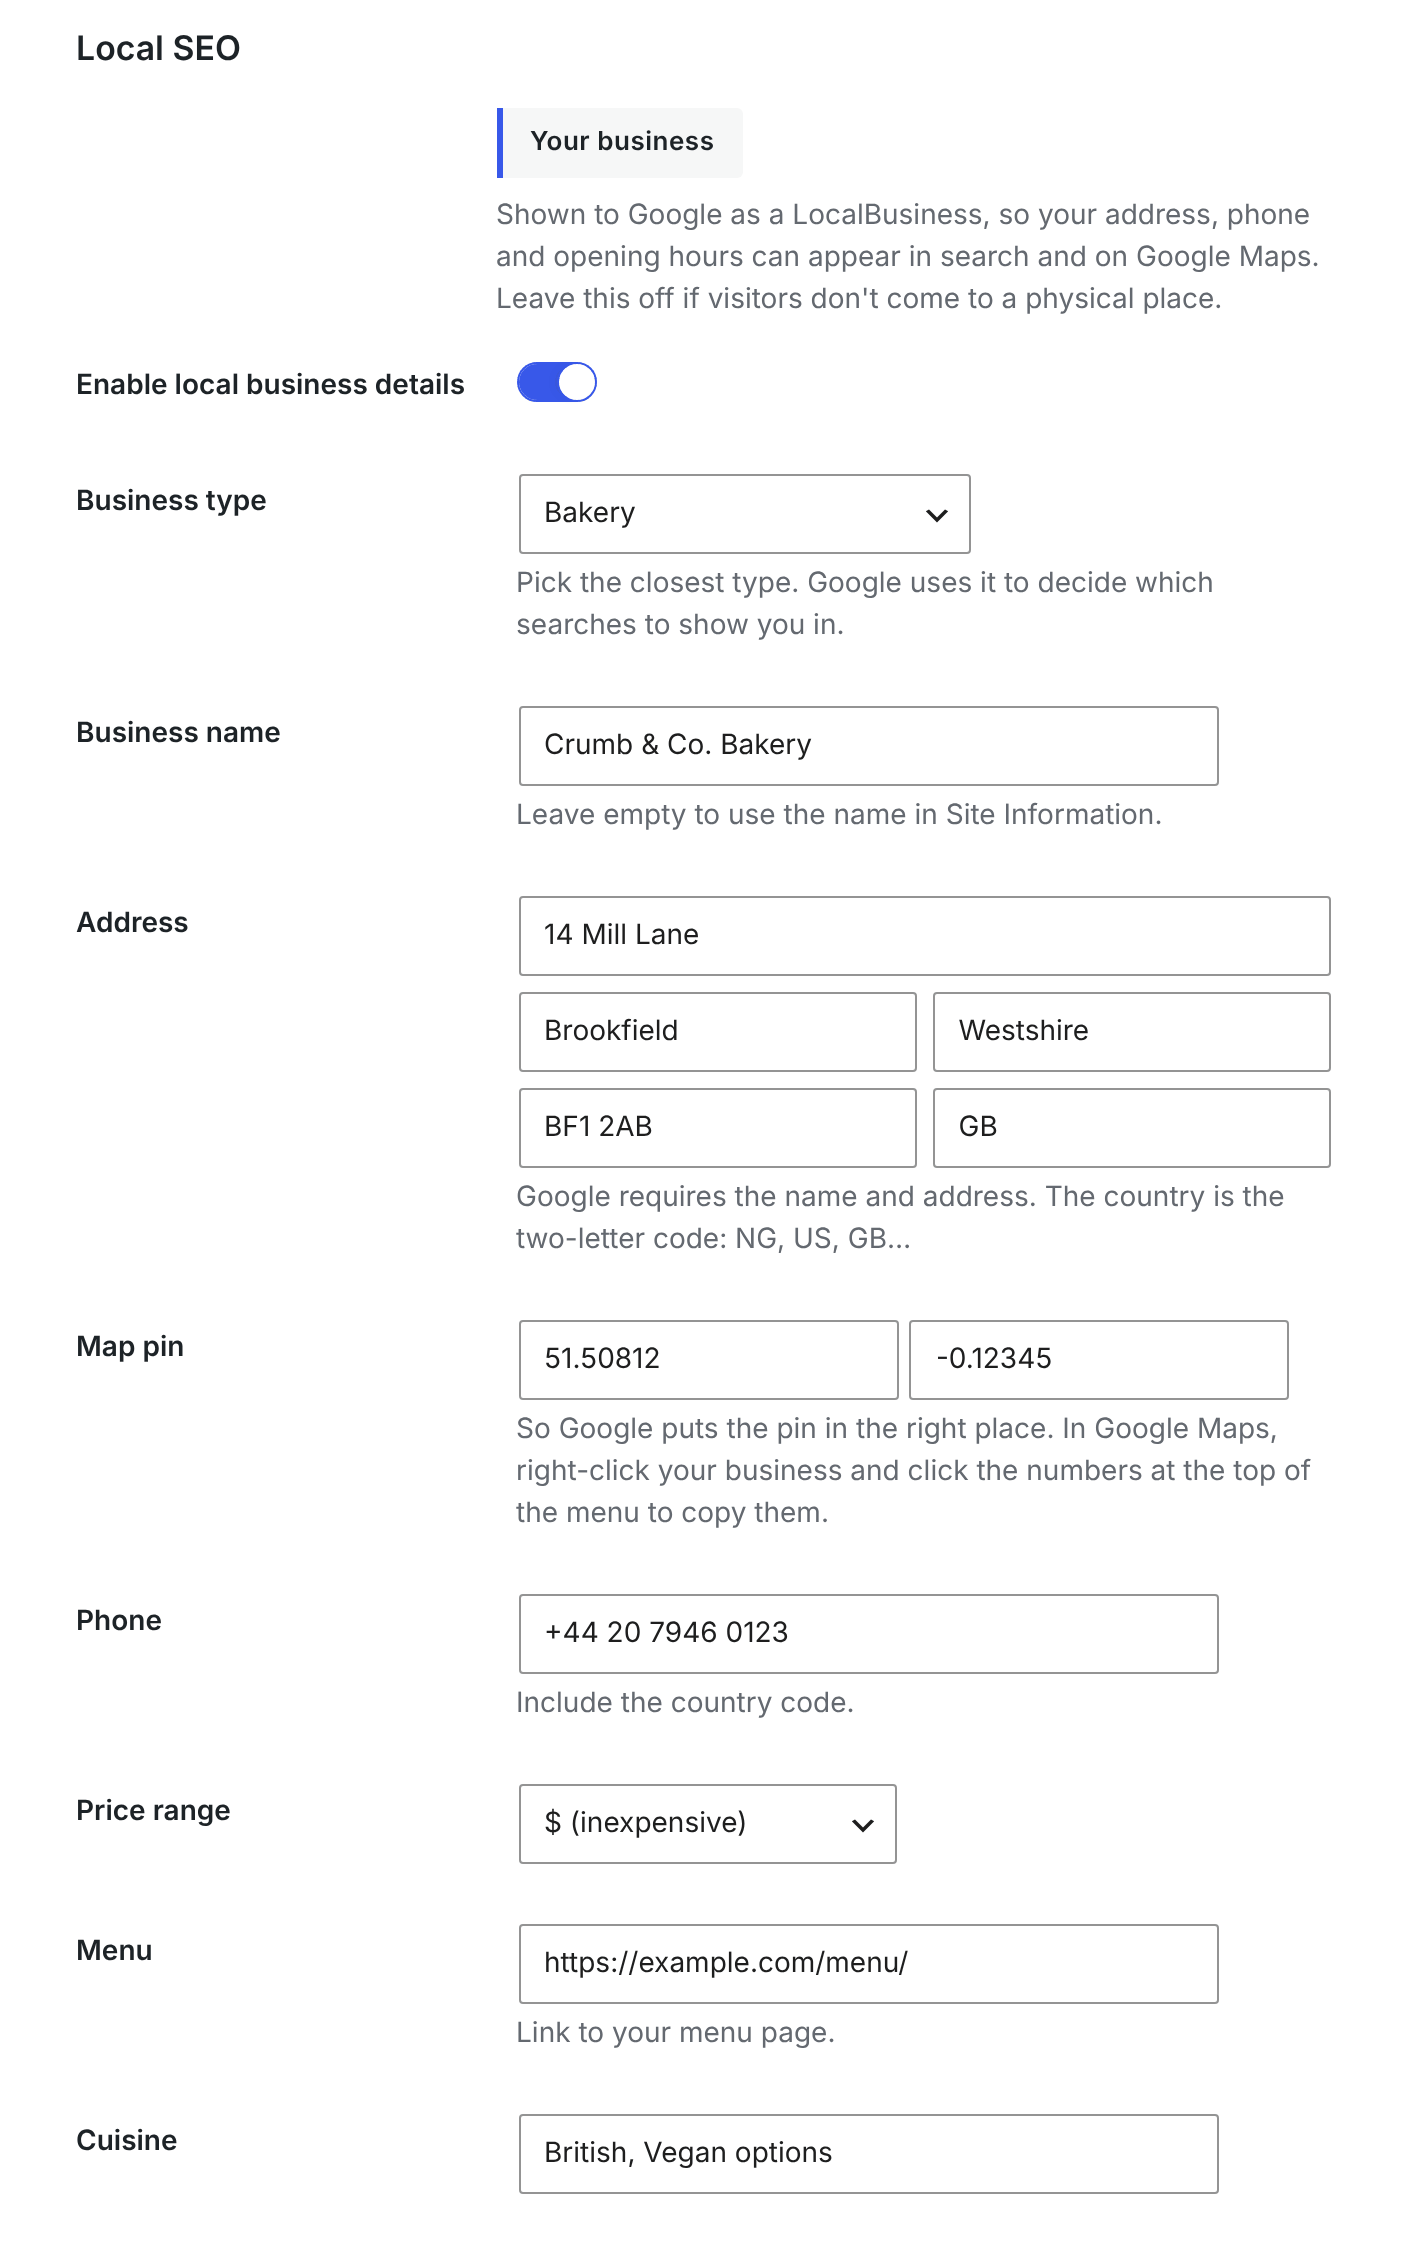 Local SEO
Your business
Shown to Google as a LocalBusiness, so your address, phone
and opening hours can appear in search and on Google Maps.
Leave this off if visitors don't come to a physical place.
Enable local business details
Business type
Bakery
Pick the closest type. Google uses it to decide which
searches to show you in.
Business name
Crumb & Co. Bakery
Leave empty to use the name in Site Information.
Address
14 Mill Lane
Brookfield
Westshire
BF1 2AB
GB
Google requires the name and address. The country is the
two-letter code: NG, US, GB...
Map pin
51.50812
-0.12345
So Google puts the pin in the right place. In Google Maps,
right-click your business and click the numbers at the top of
the menu to copy them.
Phone
+44 20 7946 0123
Include the country code.
Price range
$ (inexpensive)
Menu
https://example.com/menu/
Link to your menu page.
Cuisine
British, Vegan options